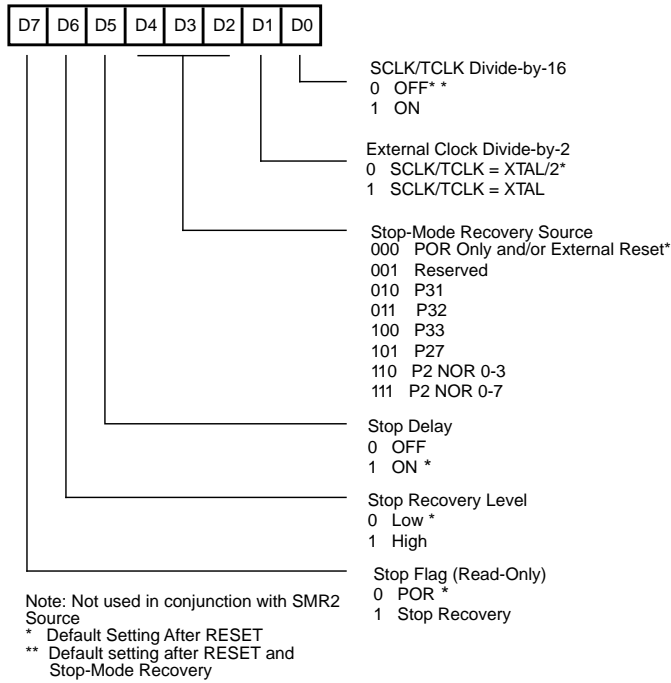 D7 D6 D5 D4 D3 D2 D1 D0
SCLK/TCLK Divide-by-16
0 OFF* *
1 ON
External Clock Divide-by-2
0 SCLK/TCLK = XTAL/2*
1 SCLK/TCLK = XTAL
Stop-Mode Recovery Source
000 POR Only and/or External Reset*
001 Reserved
010 P31
011 P32
100 P33
101 P27
110 P2 NOR 0-3
111 P2 NOR 0-7
Stop Delay
0 OFF
1 ON *
Stop Recovery Level
0 Low *
1 High
Stop Flag (Read-Only)
0 POR *
1 Stop Recovery
Note: Not used in conjunction with SMR2
Source
* Default Setting After RESET
** Default setting after RESET and
Stop-Mode Recovery